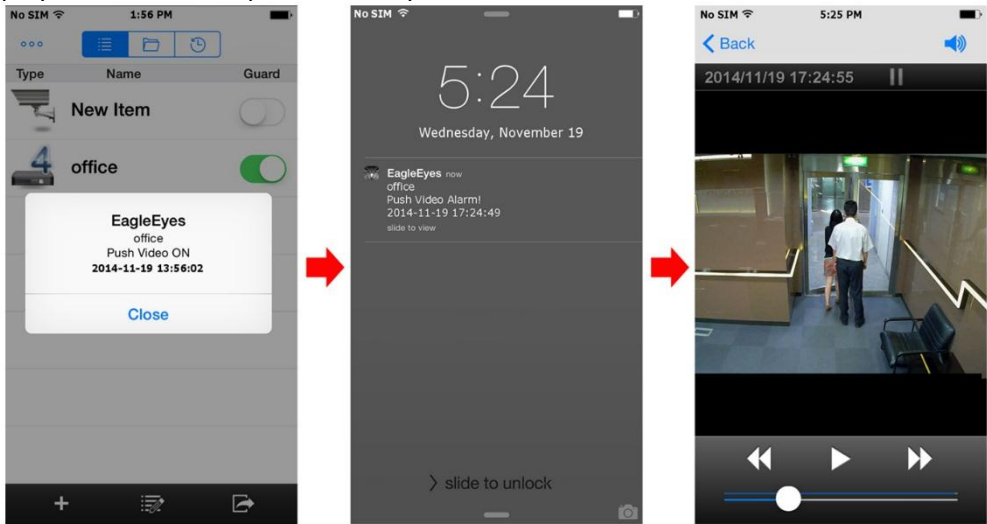 No SIM 1:56 PM
Type Name Guard
New Item
4
office
EagleEyes
office
Push Video ON
2014-11-19 13:56:02
Close
No SIM
5:24
Wednesday, November 19
EagleEyes now
office
Push Video Alarm!
2014-11-19 17:24:49
slide to view
> slide to unlock
No SIM 5:25 PM
Back
2014/11/19 17:24:55